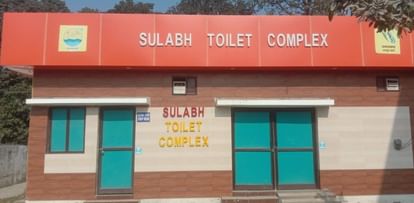 SULABH TOILET COMPLEX
SULABH
TOILET
COMPLEX